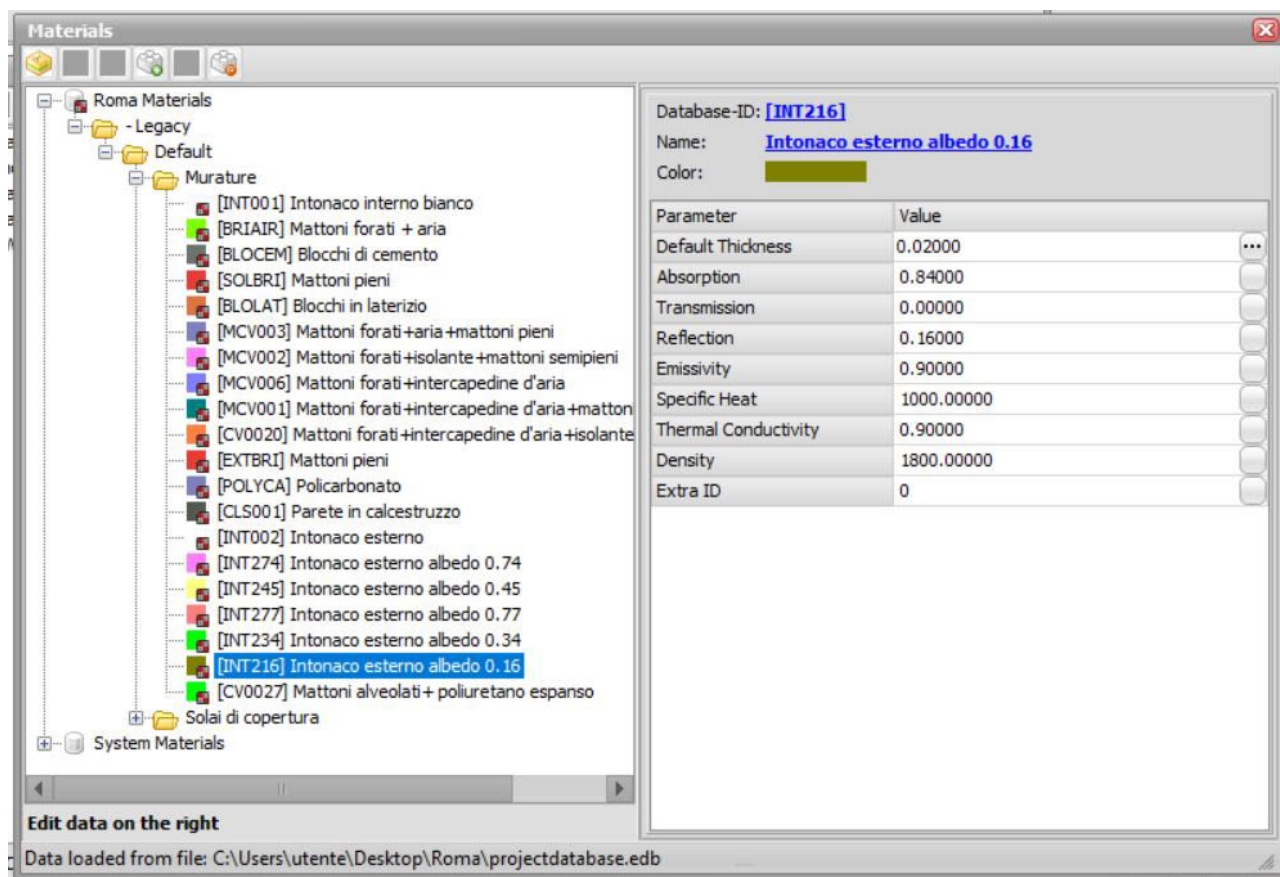 Materials
Roma Materials
- Legacy
Default
Murature
[INT001] Intonaco interno bianco
[BRIAIR] Mattoni forati + aria
[BLOCEM] Blocchi di cemento
[SOLBRI] Mattoni pieni
[BLOLAT] Blocchi in laterizio
[MCV003] Mattoni forati+aria+mattoni pieni
[MCV002] Mattoni forati+isolante+mattoni semipieni
[MCV006] Mattoni forati+intercapedine d'aria
[MCV001] Mattoni forati+intercapedine d'aria+matton
[CV0020] Mattoni forati+intercapedine d'aria+isolante
[EXTBRI] Mattoni pieni
[POLYCA] Policarbonato
[CLS001] Parete in calcestruzzo
[INT002] Intonaco esterno
[INT274] Intonaco esterno albedo 0.74
[INT245] Intonaco esterno albedo 0.45
[INT277] Intonaco esterno albedo 0.77
[INT234] Intonaco esterno albedo 0.34
[INT216] Intonaco esterno albedo 0.16
[CV0027] Mattoni alveolati+ poliuretano espanso
Solai di copertura
System Materials
Edit data on the right
Database-ID: [INT216]
Name: Intonaco esterno albedo 0.16
Color:
Parameter Value
Default Thickness 0.02000
Absorption 0.84000
Transmission 0.00000
Reflection 0.16000
Emissivity 0.90000
Specific Heat 1000.00000
Thermal Conductivity 0.90000
Density 1800.00000
Extra ID 0
Data loaded from file: C:\Users\utente\Desktop\Roma\projectdatabase.edb